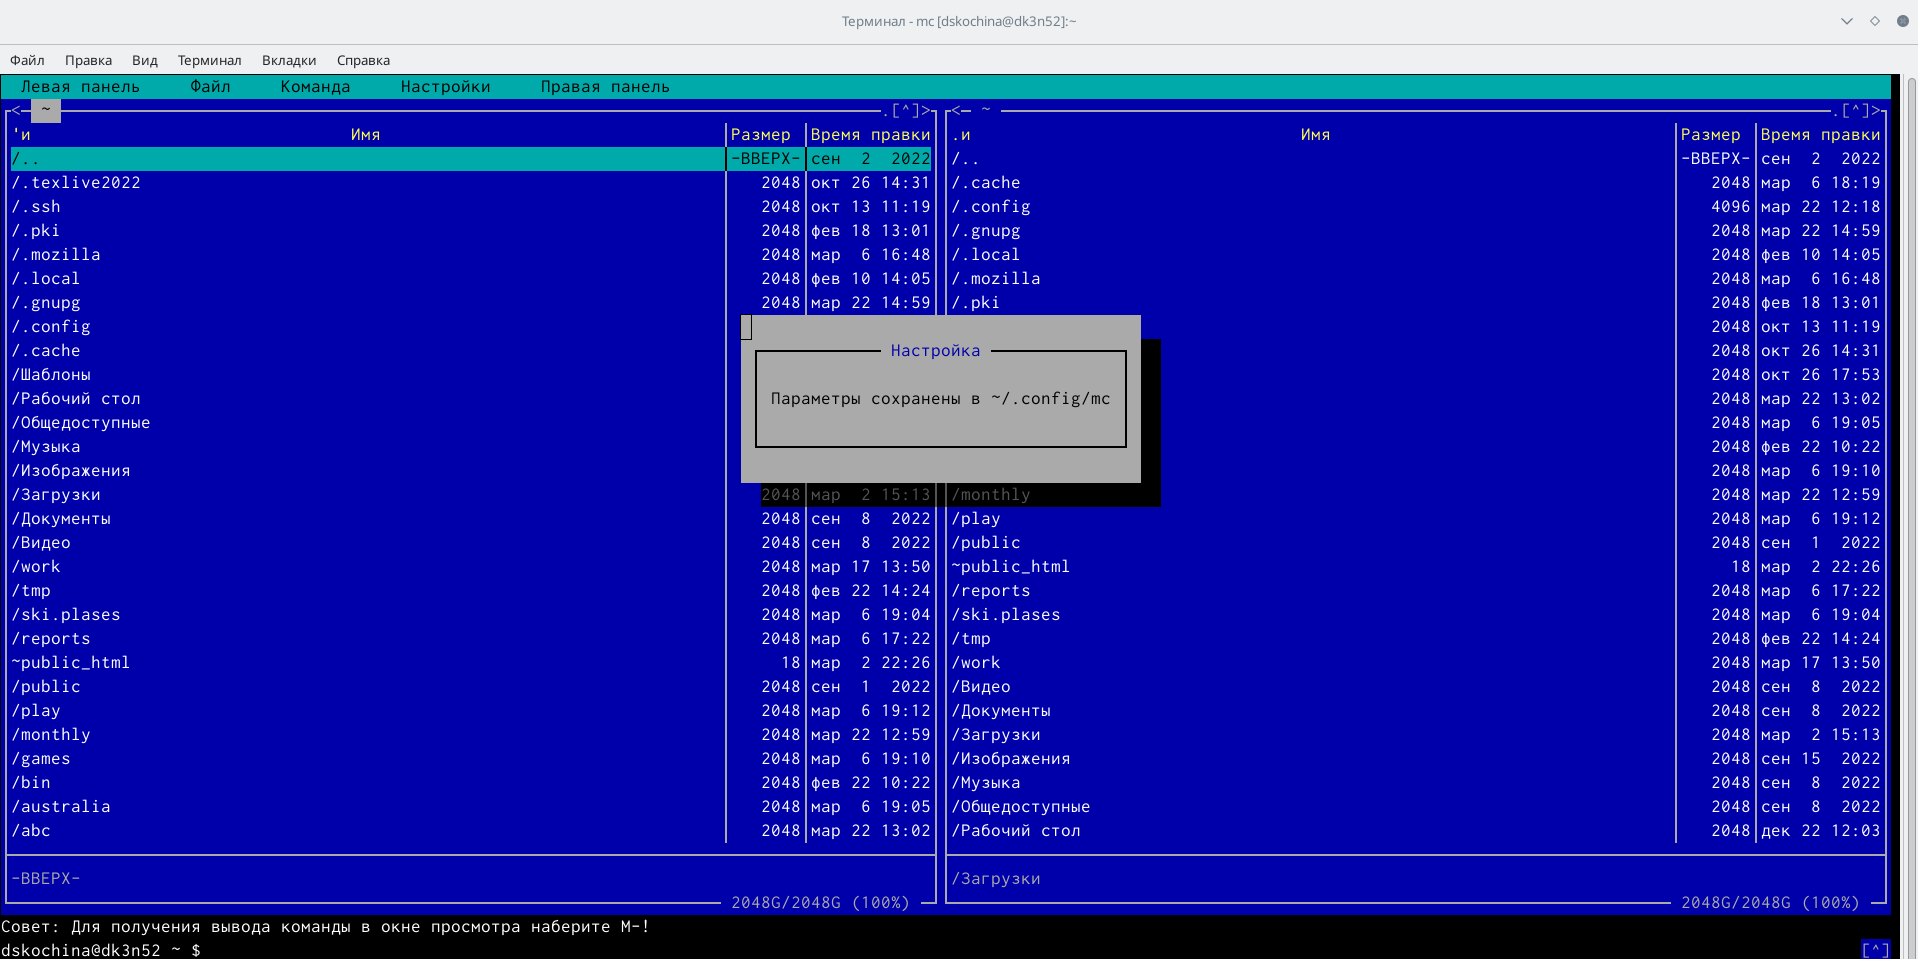 Терминал - mc [dskochina@dk3n52]:~
Файл Правка Вид Терминал Вкладки Справка
Левая панель Файл Команда Настройки Правая панель
<- ~ .[^]>
'и Имя Размер Время правки
/.. -ВВЕРХ- сен 2 2022
/.texlive2022 2048 окт 26 14:31
/.ssh 2048 окт 13 11:19
/.pki 2048 фев 18 13:01
/.mozilla 2048 мар 6 16:48
/.local 2048 фев 10 14:05
/.gnupg 2048 мар 22 14:59
/.config
/.cache
/Шаблоны
/Рабочий стол
/Общедоступные
/Музыка
/Изображения
/Загрузки 2048 мар 2 15:13
/Документы 2048 сен 8 2022
/Видео 2048 сен 8 2022
/work 2048 мар 17 13:50
/tmp 2048 фев 22 14:24
/ski.plases 2048 мар 6 19:04
/reports 2048 мар 6 17:22
~public_html 18 мар 2 22:26
/public 2048 сен 1 2022
/play 2048 мар 6 19:12
/monthly 2048 мар 22 12:59
/games 2048 мар 6 19:10
/bin 2048 фев 22 10:22
/australia 2048 мар 6 19:05
/abc 2048 мар 22 13:02
-ВВЕРХ-
2048G/2048G (100%)
<- ~ .[^]>
.и Имя Размер Время правки
/.. -ВВЕРХ- сен 2 2022
/.cache 2048 мар 6 18:19
/.config 4096 мар 22 12:18
/.gnupg 2048 мар 22 14:59
/.local 2048 фев 10 14:05
/.mozilla 2048 мар 6 16:48
/.pki 2048 фев 18 13:01
2048 окт 13 11:19
2048 окт 26 14:31
2048 окт 26 17:53
2048 мар 22 13:02
2048 мар 6 19:05
2048 фев 22 10:22
2048 мар 6 19:10
/monthly 2048 мар 22 12:59
/play 2048 мар 6 19:12
/public 2048 сен 1 2022
~public_html 18 мар 2 22:26
/reports 2048 мар 6 17:22
/ski.plases 2048 мар 6 19:04
/tmp 2048 фев 22 14:24
/work 2048 мар 17 13:50
/Видео 2048 сен 8 2022
/Документы 2048 сен 8 2022
/Загрузки 2048 мар 2 15:13
/Изображения 2048 сен 15 2022
/Музыка 2048 сен 8 2022
/Общедоступные 2048 сен 8 2022
/Рабочий стол 2048 дек 22 12:03
/Загрузки
2048G/2048G (100%)
Настройка
Параметры сохранены в ~/.config/mc
Совет: Для получения вывода команды в окне просмотра наберите M-!
dskochina@dk3n52 ~ $ [^]